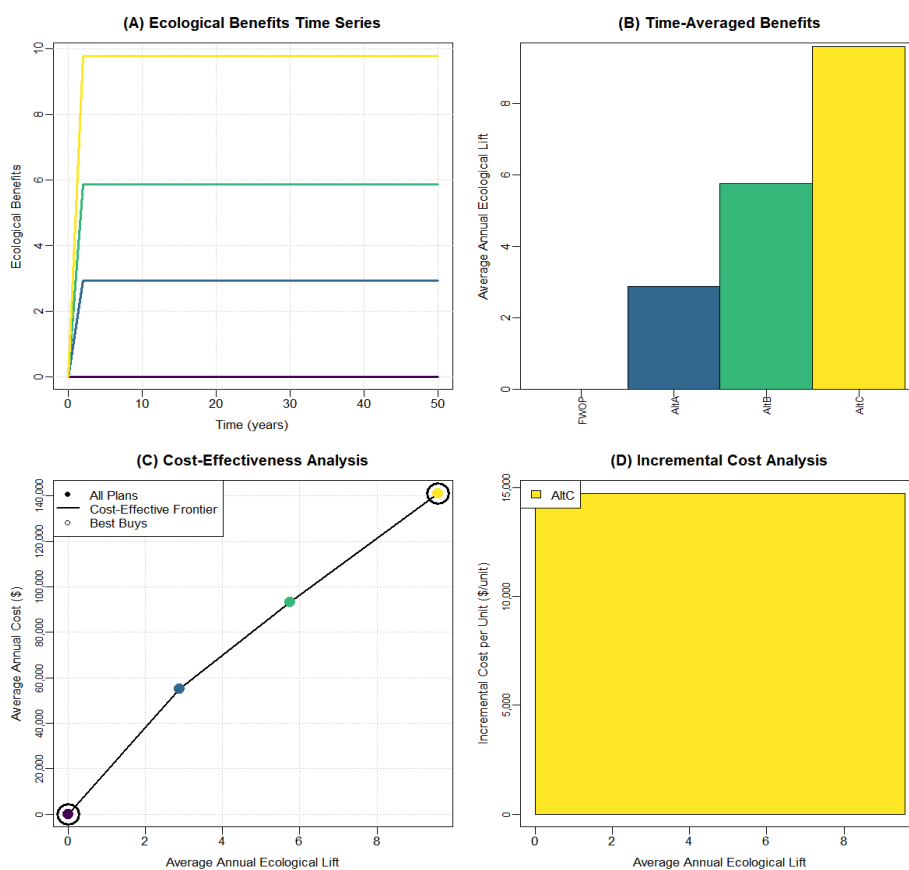 (A) Ecological Benefits Time Series
Ecological Benefits
0
2
4
6
8
10
0
10
20
30
40
50
Time (years)
(B) Time-Averaged Benefits
Average Annual Ecological Lift
0
2
4
6
8
FWOP
AltA
AltB
AltC
(C) Cost-Effectiveness Analysis
All Plans
Cost-Effective Frontier
Best Buys
Average Annual Cost ($)
0
20,000
40,000
60,000
80,000
100,000
120,000
140,000
0
2
4
6
8
Average Annual Ecological Lift
(D) Incremental Cost Analysis
AltC
Incremental Cost per Unit ($/unit)
0
5,000
10,000
15,000
0
2
4
6
8
Average Annual Ecological Lift